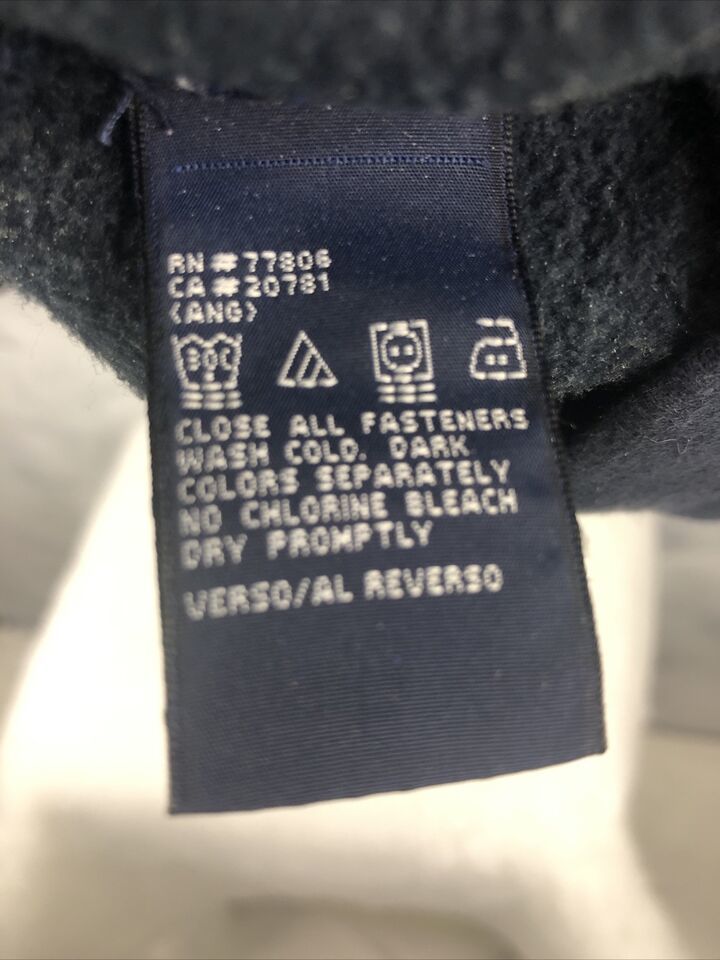 RN # 77806
CA # 20781
(ANG)
80C
CLOSE ALL FASTENERS
WASH COLD. DARK
COLORS SEPARATELY
NO CHLORINE BLEACH
DRY PROMPTLY
VERSO/AL REVERSO